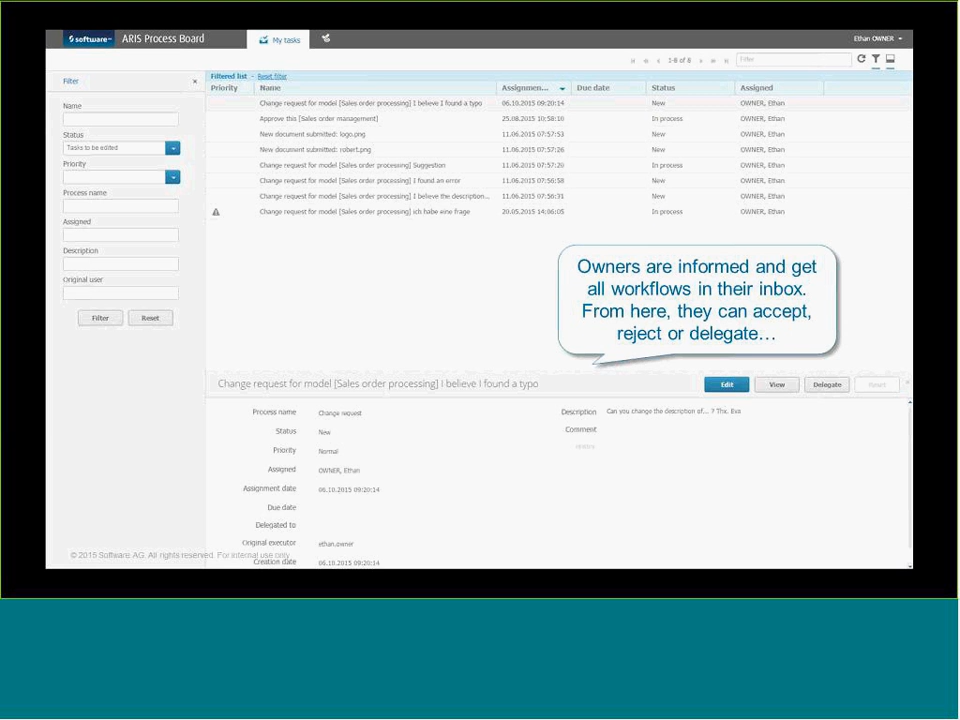 software AG ARIS Process Board My tasks Ethan OWNER
1-8 of 8 Filter
Filter
Name
Status
Tasks to be edited
Priority
Process name
Assigned
Description
Original user
Filter Reset
Filtered list - Reset filter
Priority Name Assignmen... Due date Status Assigned
Change request for model [Sales order processing] I believe I found a typo 06.10.2015 09:20:14 New OWNER, Ethan
Approve this [Sales order management] 25.08.2015 10:58:18 In process OWNER, Ethan
New document submitted: logo.png 11.06.2015 07:57:53 New OWNER, Ethan
New document submitted: robert.png 11.06.2015 07:57:26 New OWNER, Ethan
Change request for model [Sales order processing] Suggestion 11.06.2015 07:57:20 In process OWNER, Ethan
Change request for model [Sales order processing] I found an error 11.06.2015 07:56:58 New OWNER, Ethan
Change request for model [Sales order processing] I believe the description... 11.06.2015 07:56:31 New OWNER, Ethan
Change request for model [Sales order processing] ich habe eine frage 20.05.2015 14:06:05 In process OWNER, Ethan
Owners are informed and get
all workflows in their inbox.
From here, they can accept,
reject or delegate…
Change request for model [Sales order processing] I believe I found a typo Edit View Delegate Reset
Process name Change request
Status New
Priority Normal
Assigned OWNER, Ethan
Assignment date 06.10.2015 09:20:14
Due date
Delegated to
Original executor ethan.owner
Creation date 06.10.2015 09:20:14
Description Can you change the description of... ? Thx, Eva
Comment
© 2015 Software AG. All rights reserved. For internal use only